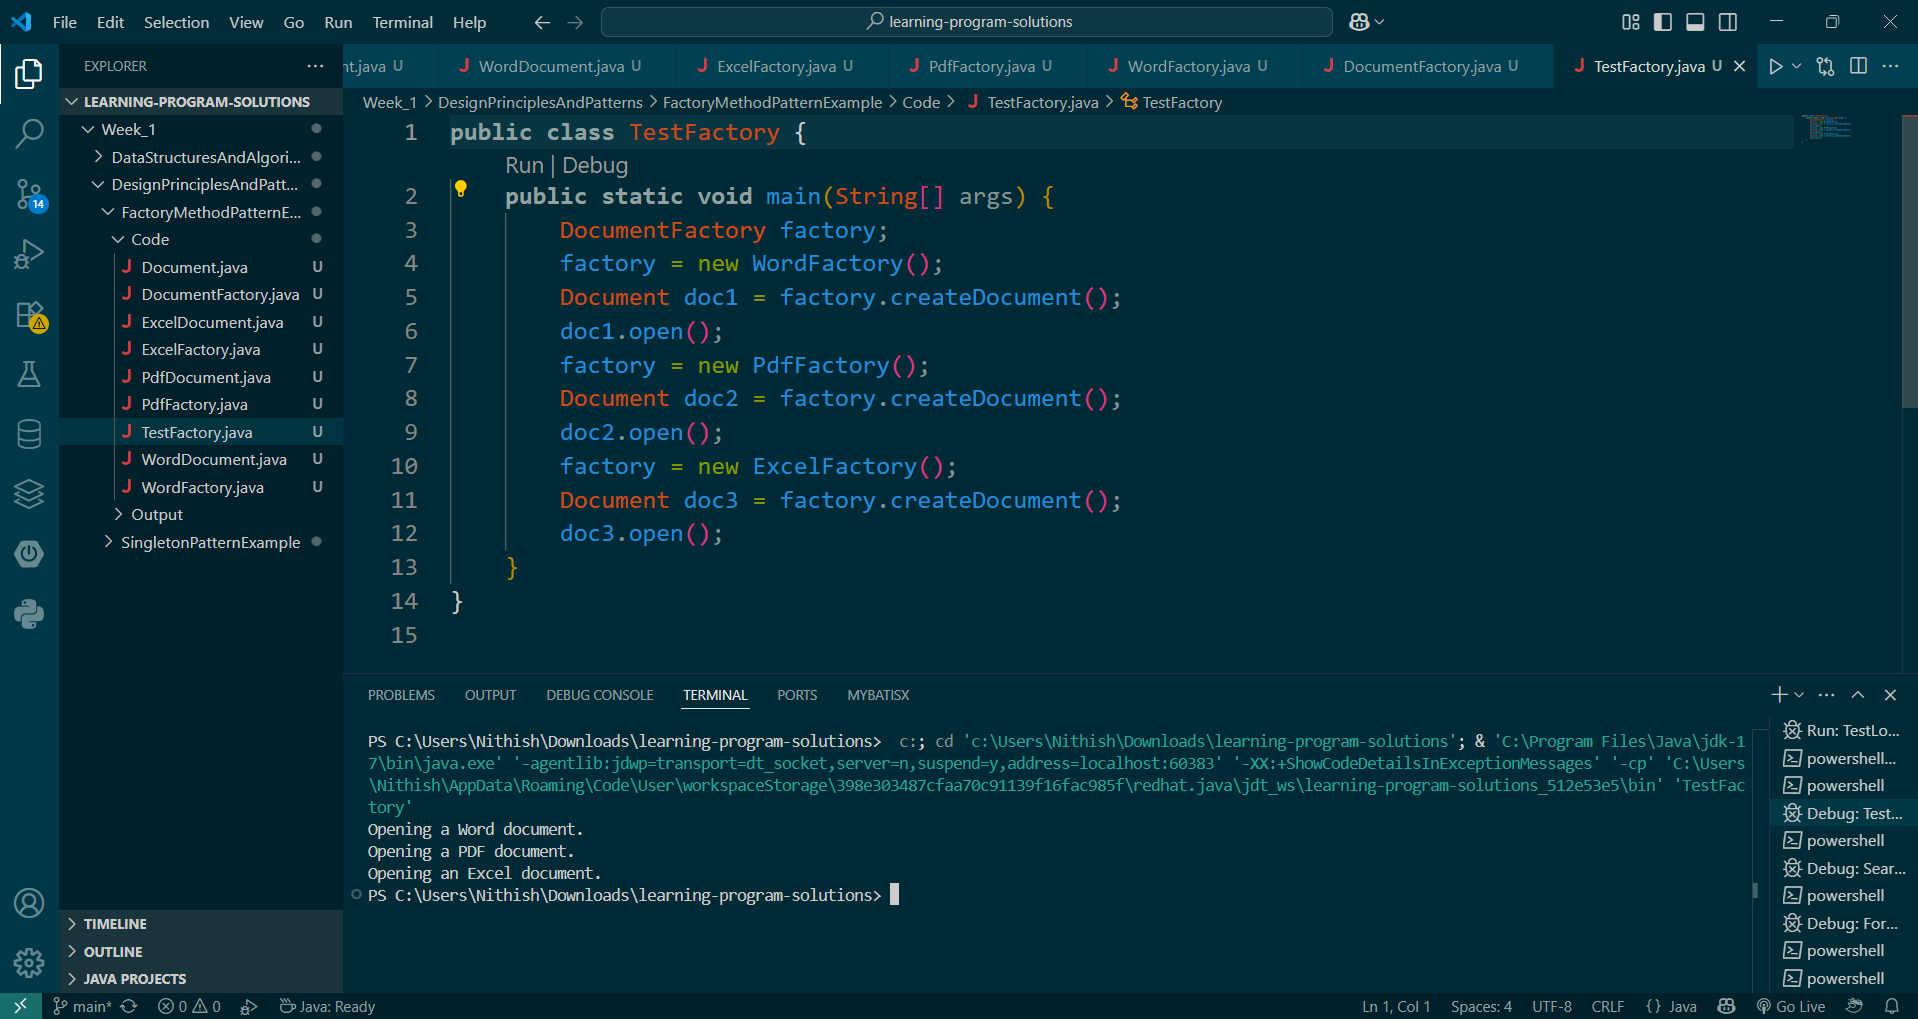 File Edit Selection View Go Run Terminal Help
learning-program-solutions
EXPLORER
LEARNING-PROGRAM-SOLUTIONS
Week_1
DataStructuresAndAlgori...
DesignPrinciplesAndPatt...
FactoryMethodPatternE...
Code
Document.java U
DocumentFactory.java U
ExcelDocument.java U
ExcelFactory.java U
PdfDocument.java U
PdfFactory.java U
TestFactory.java U
WordDocument.java U
WordFactory.java U
Output
SingletonPatternExample
TIMELINE
OUTLINE
JAVA PROJECTS
14
nt.java U WordDocument.java U ExcelFactory.java U PdfFactory.java U WordFactory.java U DocumentFactory.java U TestFactory.java U
Week_1 > DesignPrinciplesAndPatterns > FactoryMethodPatternExample > Code > TestFactory.java > TestFactory
1 public class TestFactory {
Run | Debug
2 public static void main(String[] args) {
3 DocumentFactory factory;
4 factory = new WordFactory();
5 Document doc1 = factory.createDocument();
6 doc1.open();
7 factory = new PdfFactory();
8 Document doc2 = factory.createDocument();
9 doc2.open();
10 factory = new ExcelFactory();
11 Document doc3 = factory.createDocument();
12 doc3.open();
13 }
14 }
15
PROBLEMS OUTPUT DEBUG CONSOLE TERMINAL PORTS MYBATISX
PS C:\Users\Nithish\Downloads\learning-program-solutions> c:; cd 'c:\Users\Nithish\Downloads\learning-program-solutions'; & 'C:\Program Files\Java\jdk-1
7\bin\java.exe' '-agentlib:jdwp=transport=dt_socket,server=n,suspend=y,address=localhost:60383' '-XX:+ShowCodeDetailsInExceptionMessages' '-cp' 'C:\Users
\Nithish\AppData\Roaming\Code\User\workspaceStorage\398e303487cfaa70c91139f16fac985f\redhat.java\jdt_ws\learning-program-solutions_512e53e5\bin' 'TestFac
tory'
Opening a Word document.
Opening a PDF document.
Opening an Excel document.
PS C:\Users\Nithish\Downloads\learning-program-solutions>
Run: TestLo...
powershell...
powershell
Debug: Test...
powershell
Debug: Sear...
powershell
Debug: For...
powershell
powershell
main* 0 0 Java: Ready Ln 1, Col 1 Spaces: 4 UTF-8 CRLF {} Java Go Live